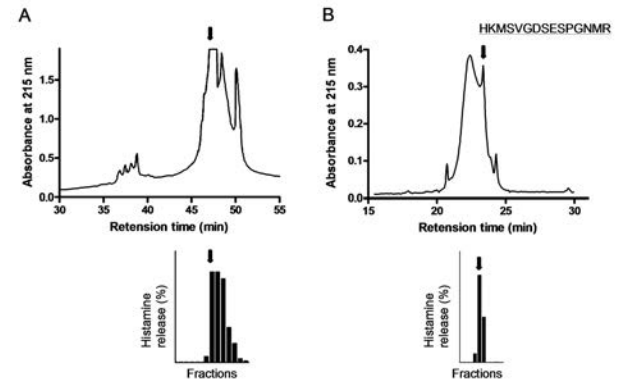 A
Absorbance at 215 nm
1.5
1.0
0.5
0.0
30
35
40
45
50
55
Retention time (min)
Histamine
release (%)
Fractions
B
HKMSVGDSESPGNMR
Absorbance at 215 nm
0.4
0.3
0.2
0.1
0.0
15
20
25
30
Retention time (min)
Histamine
release (%)
Fractions